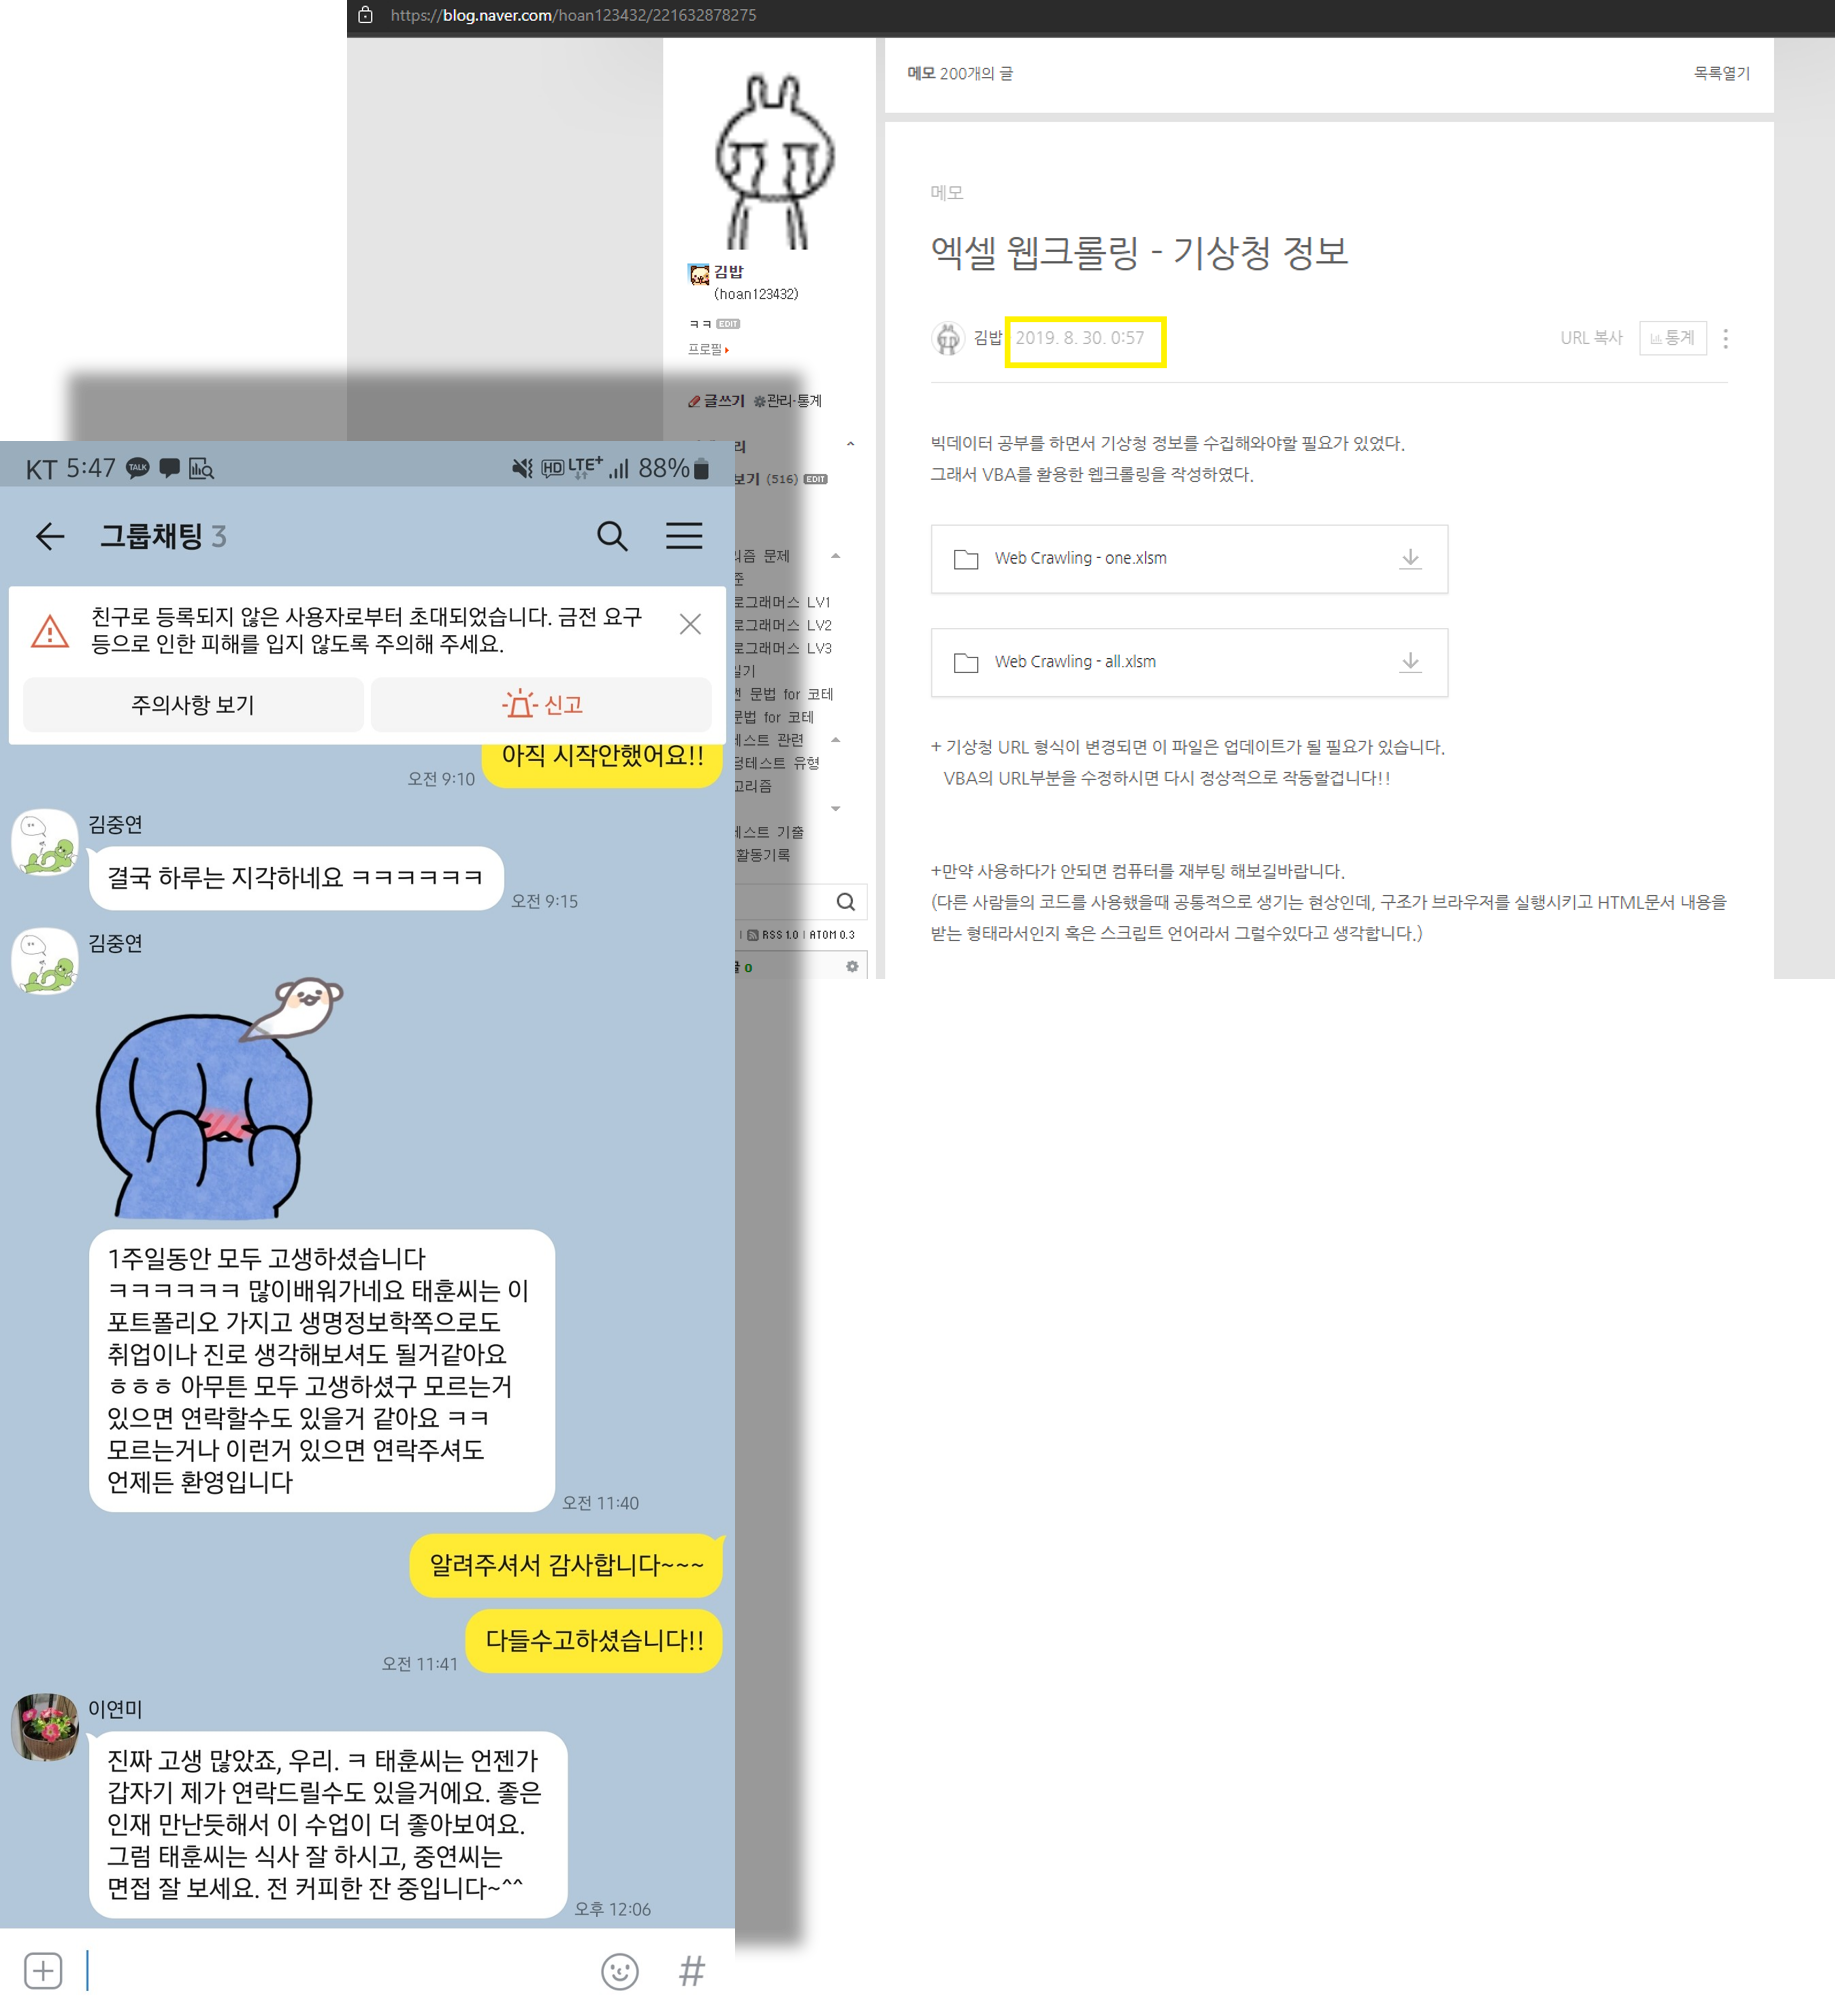 https://blog.naver.com/hoan123432/221632878275
메모 200개의 글
목록열기
김밥
(hoan123432)
ㅋㅋ EDIT
프로필
글쓰기 관리·통계
리
보기 (516) EDIT
리즘 문제
준
로그래머스 LV1
로그래머스 LV2
로그래머스 LV3
일기
문법 for 코테
문법 for 코테
테스트 관련
딩테스트 유형
고리즘
테스트 기출
활동기록
RSS 1.0 | ATOM 0.3
글 0
메모
엑셀 웹크롤링 - 기상청 정보
김밥 2019. 8. 30. 0:57
URL 복사 통계
빅데이터 공부를 하면서 기상청 정보를 수집해와야할 필요가 있었다.
그래서 VBA를 활용한 웹크롤링을 작성하였다.
Web Crawling - one.xlsm
Web Crawling - all.xlsm
+ 기상청 URL 형식이 변경되면 이 파일은 업데이트가 될 필요가 있습니다.
VBA의 URL부분을 수정하시면 다시 정상적으로 작동할겁니다!!
+만약 사용하다가 안되면 컴퓨터를 재부팅 해보길바랍니다.
(다른 사람들의 코드를 사용했을때 공통적으로 생기는 현상인데, 구조가 브라우저를 실행시키고 HTML문서 내용을
받는 형태라서인지 혹은 스크립트 언어라서 그럴수있다고 생각합니다.)
KT 5:47 TALK HD LTE+ 88%
그룹채팅 3
친구로 등록되지 않은 사용자로부터 초대되었습니다. 금전 요구
등으로 인한 피해를 입지 않도록 주의해 주세요.
주의사항 보기
신고
아직 시작안했어요!!
오전 9:10
김중연
결국 하루는 지각하네요 ㅋㅋㅋㅋㅋㅋ
오전 9:15
김중연
1주일동안 모두 고생하셨습니다
ㅋㅋㅋㅋㅋㅋ 많이배워가네요 태훈씨는 이
포트폴리오 가지고 생명정보학쪽으로도
취업이나 진로 생각해보셔도 될거같아요
ㅎㅎㅎ 아무튼 모두 고생하셨구 모르는거
있으면 연락할수도 있을거 같아요 ㅋㅋ
모르는거나 이런거 있으면 연락주셔도
언제든 환영입니다
오전 11:40
알려주셔서 감사합니다~~~
다들수고하셨습니다!!
오전 11:41
이연미
진짜 고생 많았죠, 우리. ㅋ 태훈씨는 언젠가
갑자기 제가 연락드릴수도 있을거에요. 좋은
인재 만난듯해서 이 수업이 더 좋아보여요.
그럼 태훈씨는 식사 잘 하시고, 중연씨는
면접 잘 보세요. 전 커피한 잔 중입니다~^^
오후 12:06
#